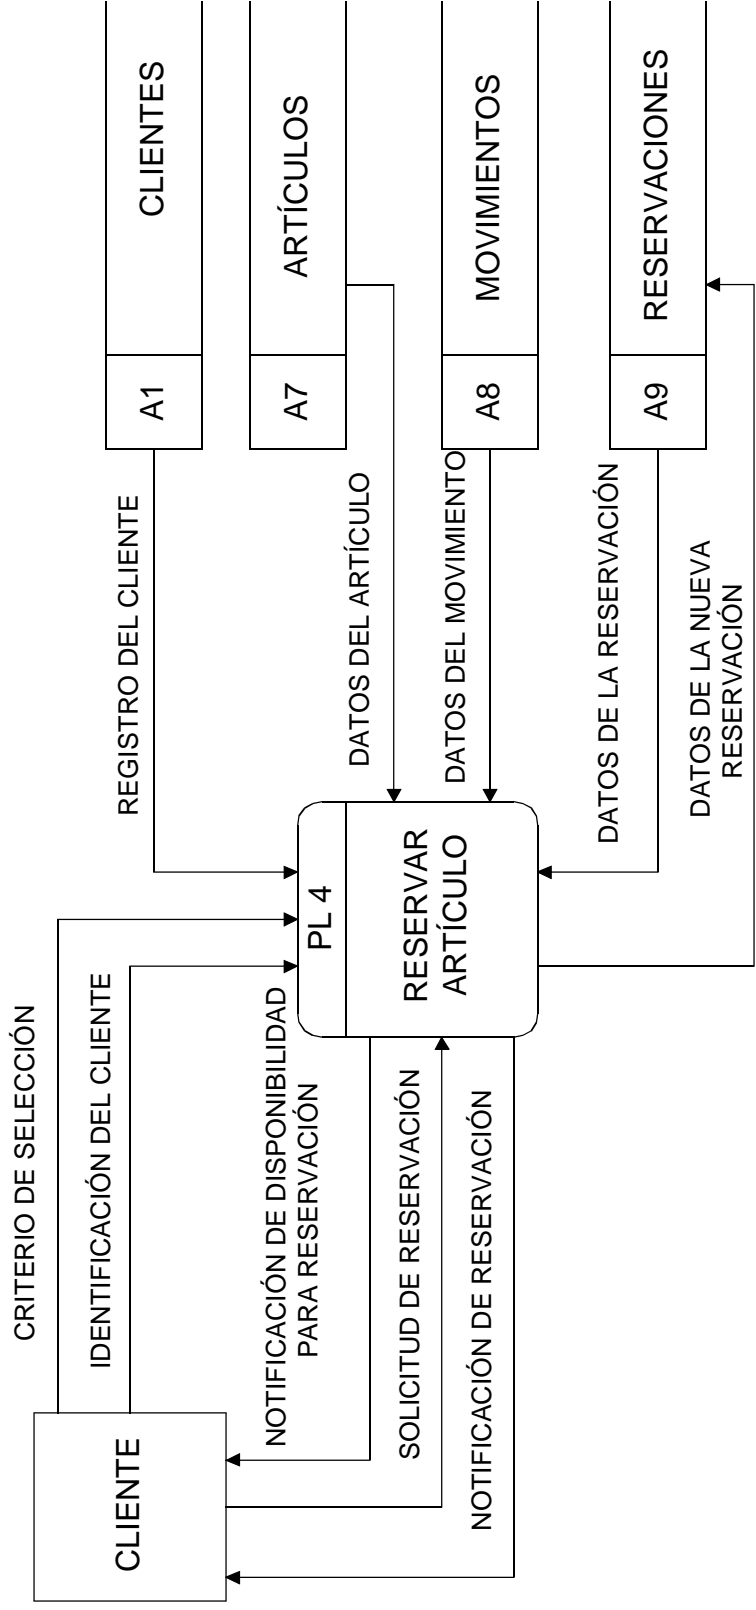 CRITERIO DE SELECCIÓN
IDENTIFICACIÓN DEL CLIENTE
CLIENTE
NOTIFICACIÓN DE DISPONIBILIDAD
PARA RESERVACIÓN
SOLICITUD DE RESERVACIÓN
NOTIFICACIÓN DE RESERVACIÓN
PL 4
RESERVAR
ARTÍCULO
REGISTRO DEL CLIENTE
DATOS DEL ARTÍCULO
DATOS DEL MOVIMIENTO
DATOS DE LA RESERVACIÓN
DATOS DE LA NUEVA
RESERVACIÓN
A1
CLIENTES
A7
ARTÍCULOS
A8
MOVIMIENTOS
A9
RESERVACIONES